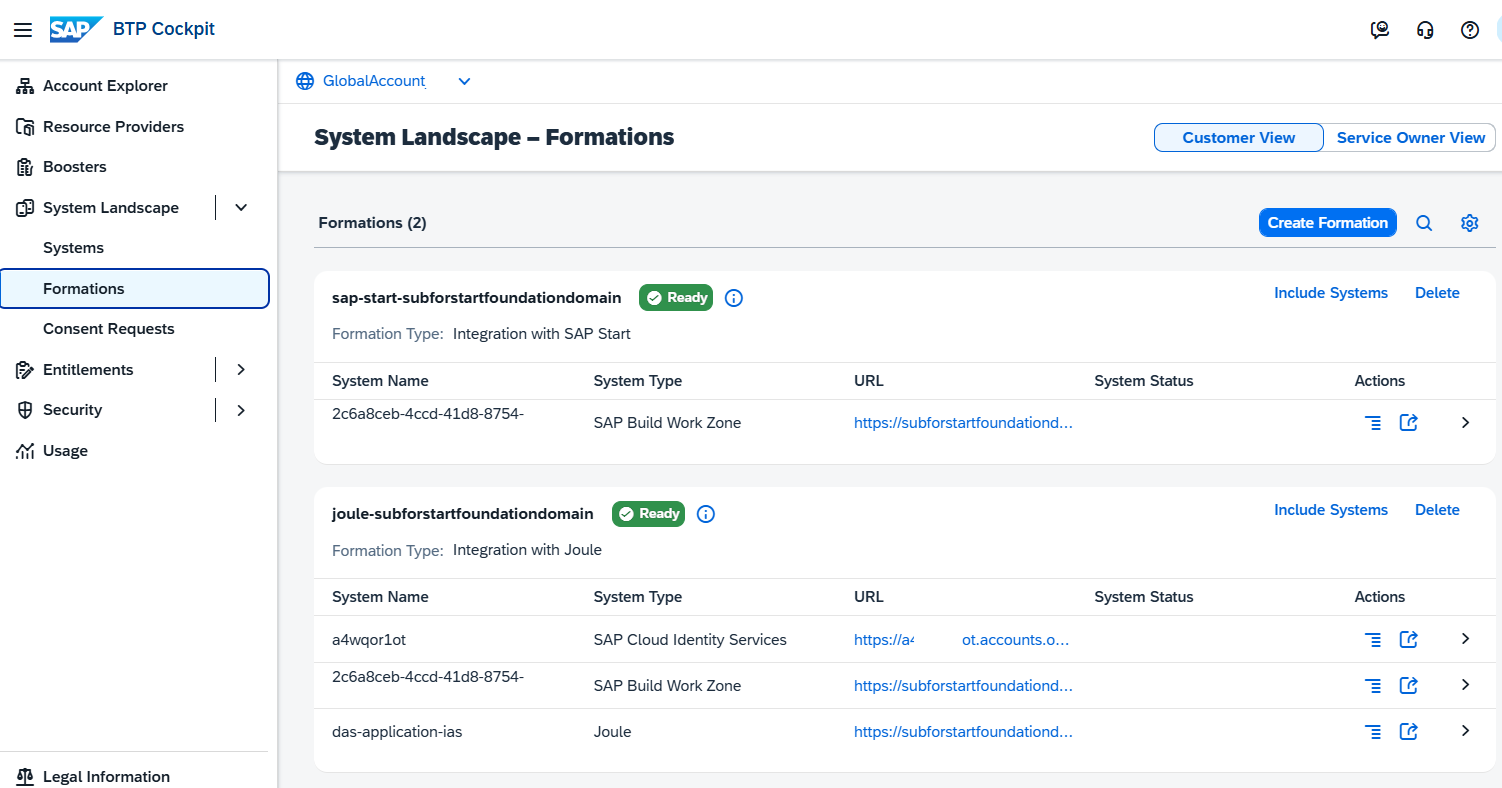 SAP BTP Cockpit
Account Explorer
Resource Providers
Boosters
System Landscape
Systems
Formations
Consent Requests
Entitlements
Security
Usage
Legal Information
GlobalAccount
System Landscape – Formations
Customer View Service Owner View
Formations (2) Create Formation
sap-start-subforstartfoundationdomain Ready Include Systems Delete
Formation Type: Integration with SAP Start
System Name System Type URL System Status Actions
2c6a8ceb-4ccd-41d8-8754- SAP Build Work Zone https://subforstartfoundationd...
joule-subforstartfoundationdomain Ready Include Systems Delete
Formation Type: Integration with Joule
System Name System Type URL System Status Actions
a4wqor1ot SAP Cloud Identity Services https://a4 ot.accounts.o...
2c6a8ceb-4ccd-41d8-8754- SAP Build Work Zone https://subforstartfoundationd...
das-application-ias Joule https://subforstartfoundationd...